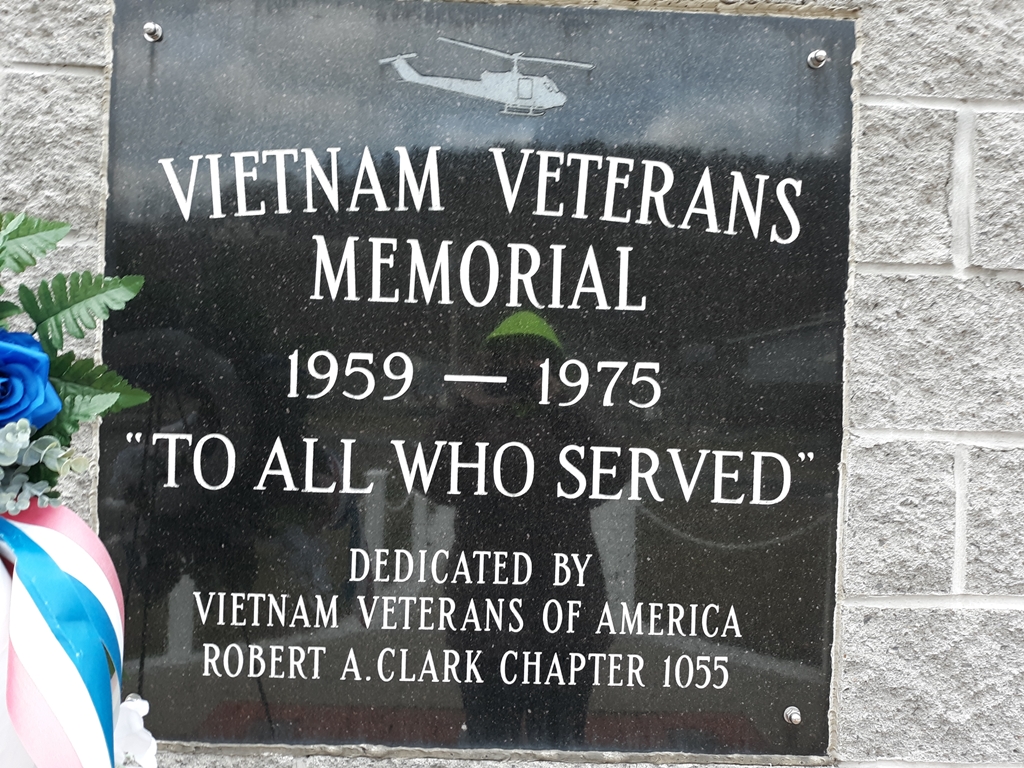 VIETNAM VETERANS
MEMORIAL
1959 — 1975
“TO ALL WHO SERVED”
DEDICATED BY
VIETNAM VETERANS OF AMERICA
ROBERT A.CLARK CHAPTER 1055